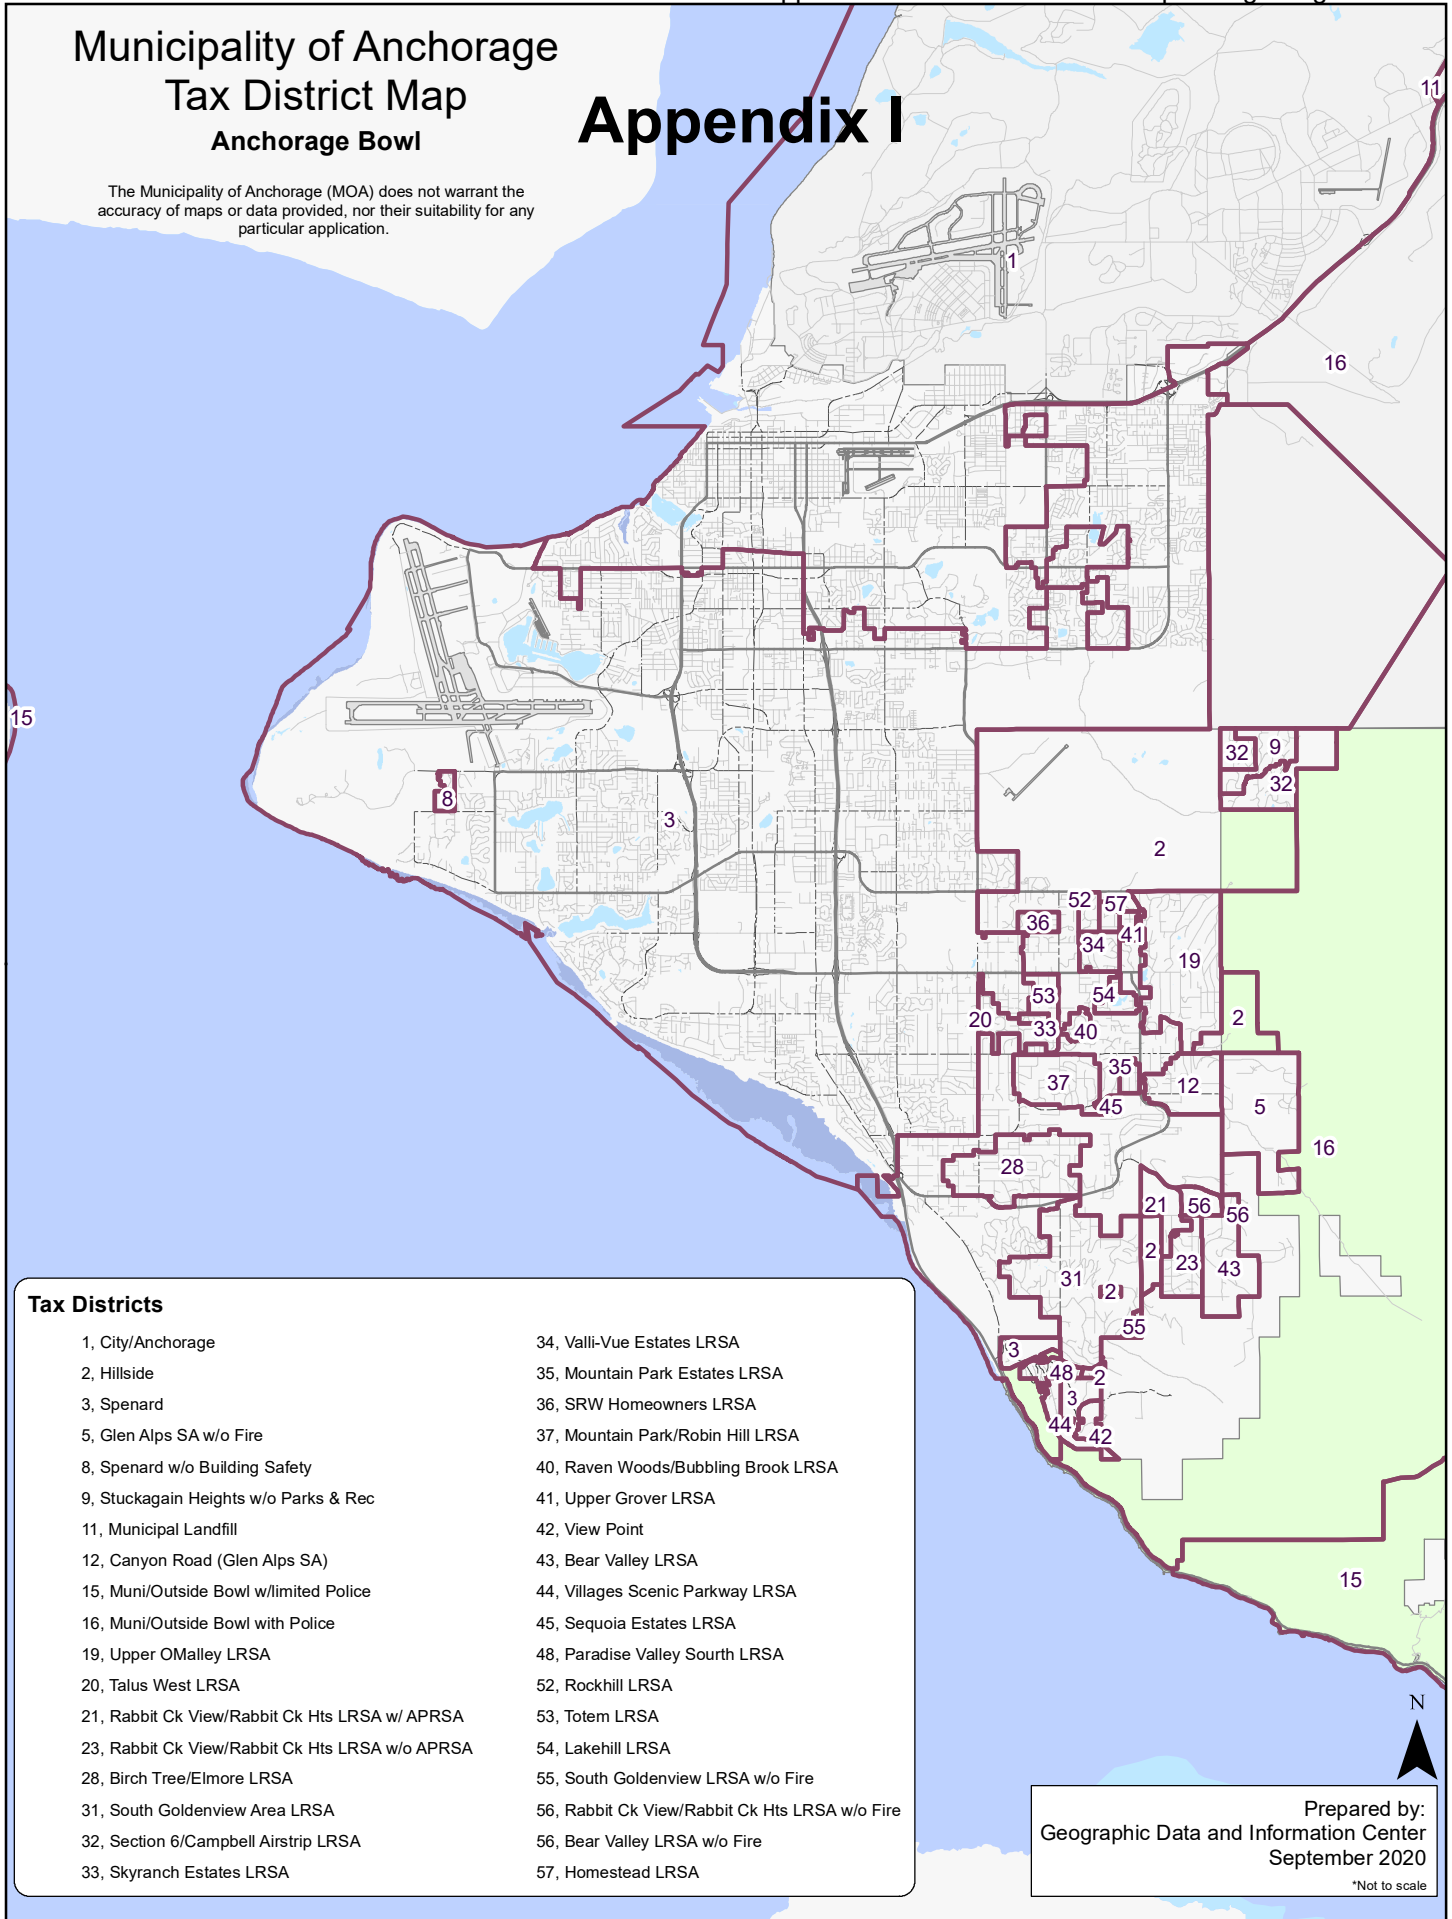 Municipality of Anchorage
Tax District Map
Anchorage Bowl
Appendix I
The Municipality of Anchorage (MOA) does not warrant the
accuracy of maps or data provided, nor their suitability for any
particular application.
11
1
16
15
32
9
32
8
3
2
52
57
36
41
34
19
53
54
20
2
33
40
35
37
12
45
5
16
28
21
56
56
2
23
43
31
2
55
3
48
2
3
44
42
15
Tax Districts
1, City/Anchorage
2, Hillside
3, Spenard
5, Glen Alps SA w/o Fire
8, Spenard w/o Building Safety
9, Stuckagain Heights w/o Parks & Rec
11, Municipal Landfill
12, Canyon Road (Glen Alps SA)
15, Muni/Outside Bowl w/limited Police
16, Muni/Outside Bowl with Police
19, Upper OMalley LRSA
20, Talus West LRSA
21, Rabbit Ck View/Rabbit Ck Hts LRSA w/ APRSA
23, Rabbit Ck View/Rabbit Ck Hts LRSA w/o APRSA
28, Birch Tree/Elmore LRSA
31, South Goldenview Area LRSA
32, Section 6/Campbell Airstrip LRSA
33, Skyranch Estates LRSA
34, Valli-Vue Estates LRSA
35, Mountain Park Estates LRSA
36, SRW Homeowners LRSA
37, Mountain Park/Robin Hill LRSA
40, Raven Woods/Bubbling Brook LRSA
41, Upper Grover LRSA
42, View Point
43, Bear Valley LRSA
44, Villages Scenic Parkway LRSA
45, Sequoia Estates LRSA
48, Paradise Valley Sourth LRSA
52, Rockhill LRSA
53, Totem LRSA
54, Lakehill LRSA
55, South Goldenview LRSA w/o Fire
56, Rabbit Ck View/Rabbit Ck Hts LRSA w/o Fire
56, Bear Valley LRSA w/o Fire
57, Homestead LRSA
N
Prepared by:
Geographic Data and Information Center
September 2020
*Not to scale